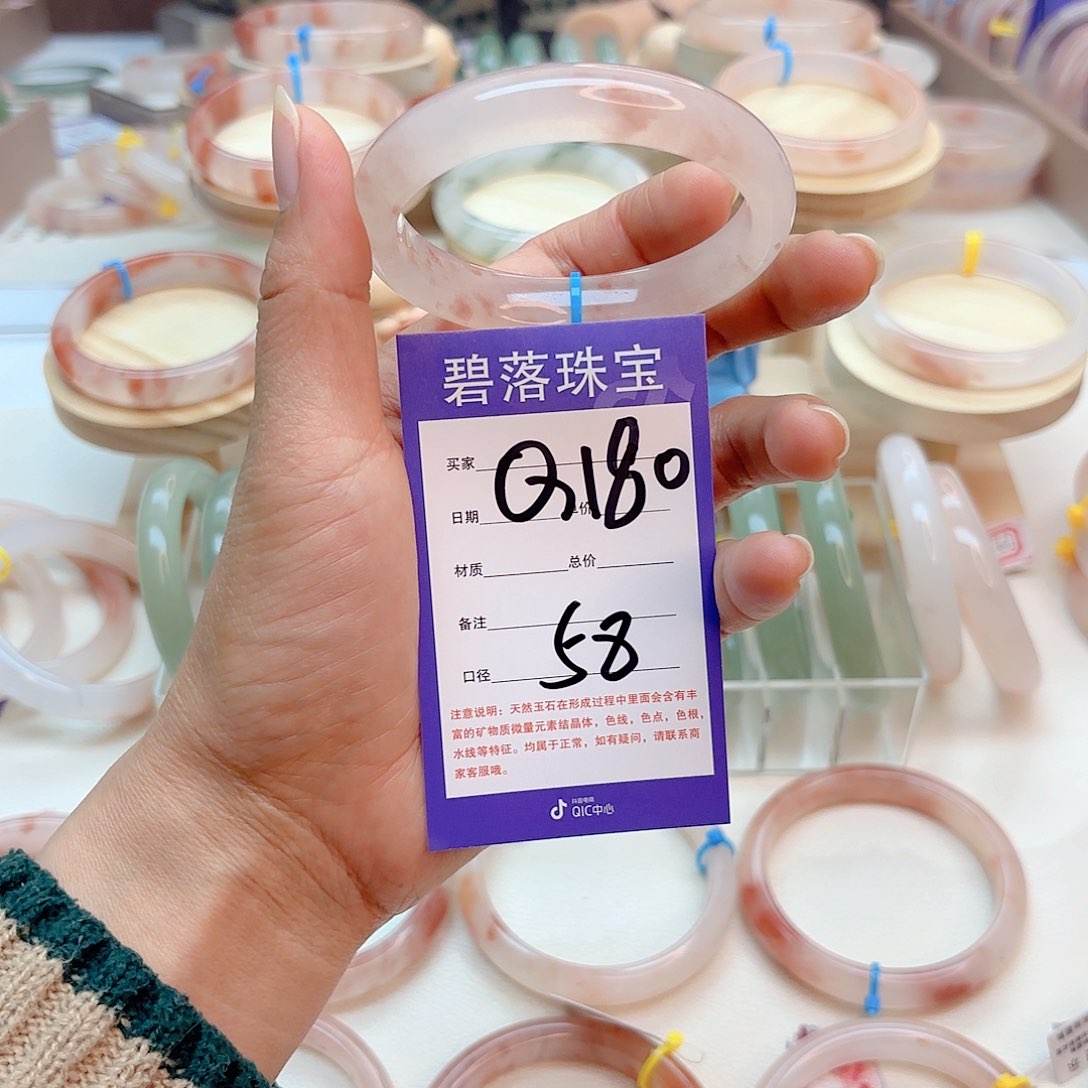 碧落珠宝
买家 Q180
日期 单价
材质 总价
备注
口径 58
注意说明：天然玉石在形成过程中里面会含有丰
富的矿物质微量元素结晶体，色线，色点，色根，
水线等特征。均属于正常，如有疑问，请联系商
家客服哦。
抖音电商
QIC中心